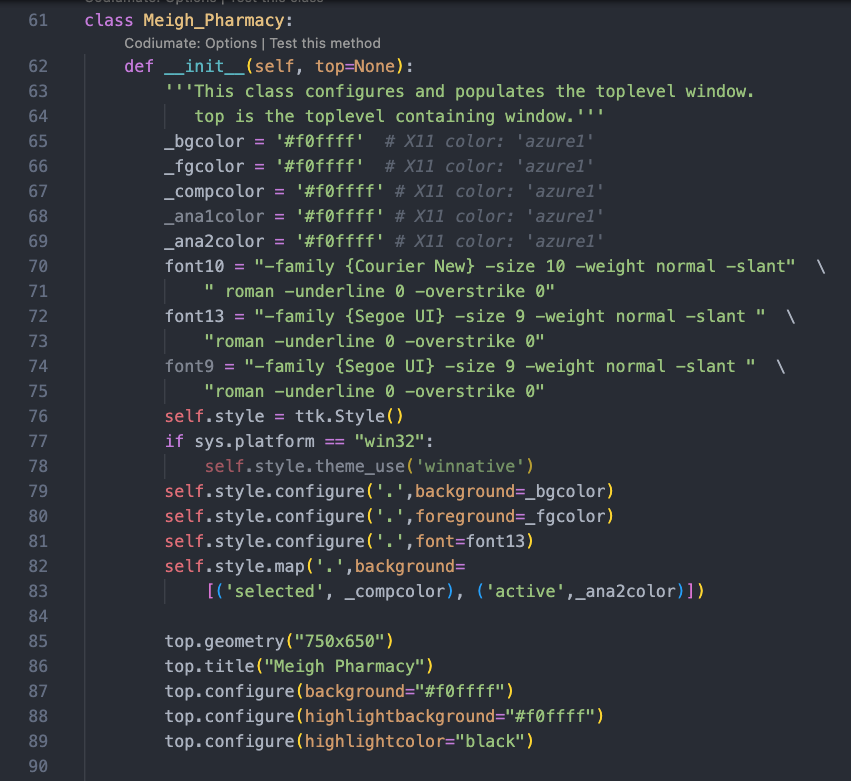 Codiumate: Options | Test this class
61 class Meigh_Pharmacy:
Codiumate: Options | Test this method
62 def __init__(self, top=None):
63 '''This class configures and populates the toplevel window.
64 top is the toplevel containing window.'''
65 _bgcolor = '#f0ffff'  # X11 color: 'azure1'
66 _fgcolor = '#f0ffff'  # X11 color: 'azure1'
67 _compcolor = '#f0ffff' # X11 color: 'azure1'
68 _ana1color = '#f0ffff' # X11 color: 'azure1'
69 _ana2color = '#f0ffff' # X11 color: 'azure1'
70 font10 = "-family {Courier New} -size 10 -weight normal -slant"  \
71 " roman -underline 0 -overstrike 0"
72 font13 = "-family {Segoe UI} -size 9 -weight normal -slant "  \
73 "roman -underline 0 -overstrike 0"
74 font9 = "-family {Segoe UI} -size 9 -weight normal -slant "  \
75 "roman -underline 0 -overstrike 0"
76 self.style = ttk.Style()
77 if sys.platform == "win32":
78 self.style.theme_use('winnative')
79 self.style.configure('.',background=_bgcolor)
80 self.style.configure('.',foreground=_fgcolor)
81 self.style.configure('.',font=font13)
82 self.style.map('.',background=
83 [('selected', _compcolor), ('active',_ana2color)])
84
85 top.geometry("750x650")
86 top.title("Meigh Pharmacy")
87 top.configure(background="#f0ffff")
88 top.configure(highlightbackground="#f0ffff")
89 top.configure(highlightcolor="black")
90